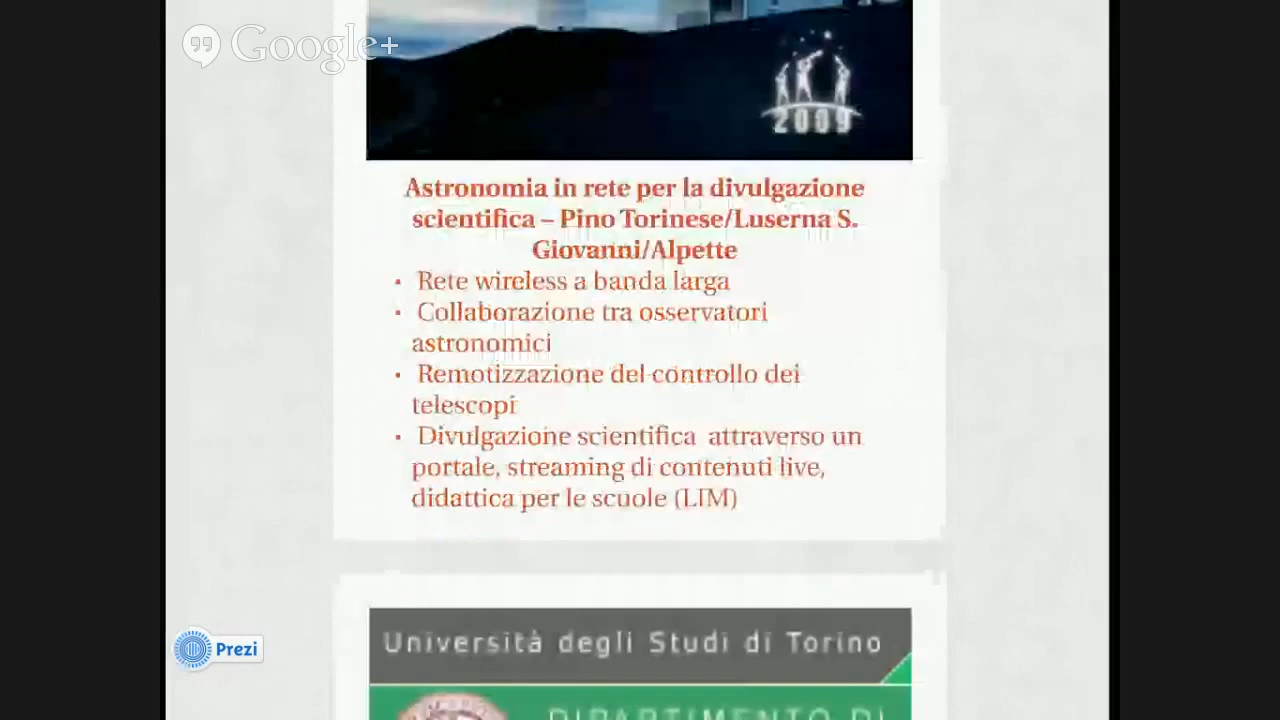 Google+
2009
Astronomia in rete per la divulgazione
scientifica – Pino Torinese/Luserna S.
Giovanni/Alpette
• Rete wireless a banda larga
• Collaborazione tra osservatori
astronomici
• Remotizzazione del controllo dei
telescopi
• Divulgazione scientifica attraverso un
portale, streaming di contenuti live,
didattica per le scuole (LIM)
Università degli Studi di Torino
Prezi
DIPARTIMENTO DI